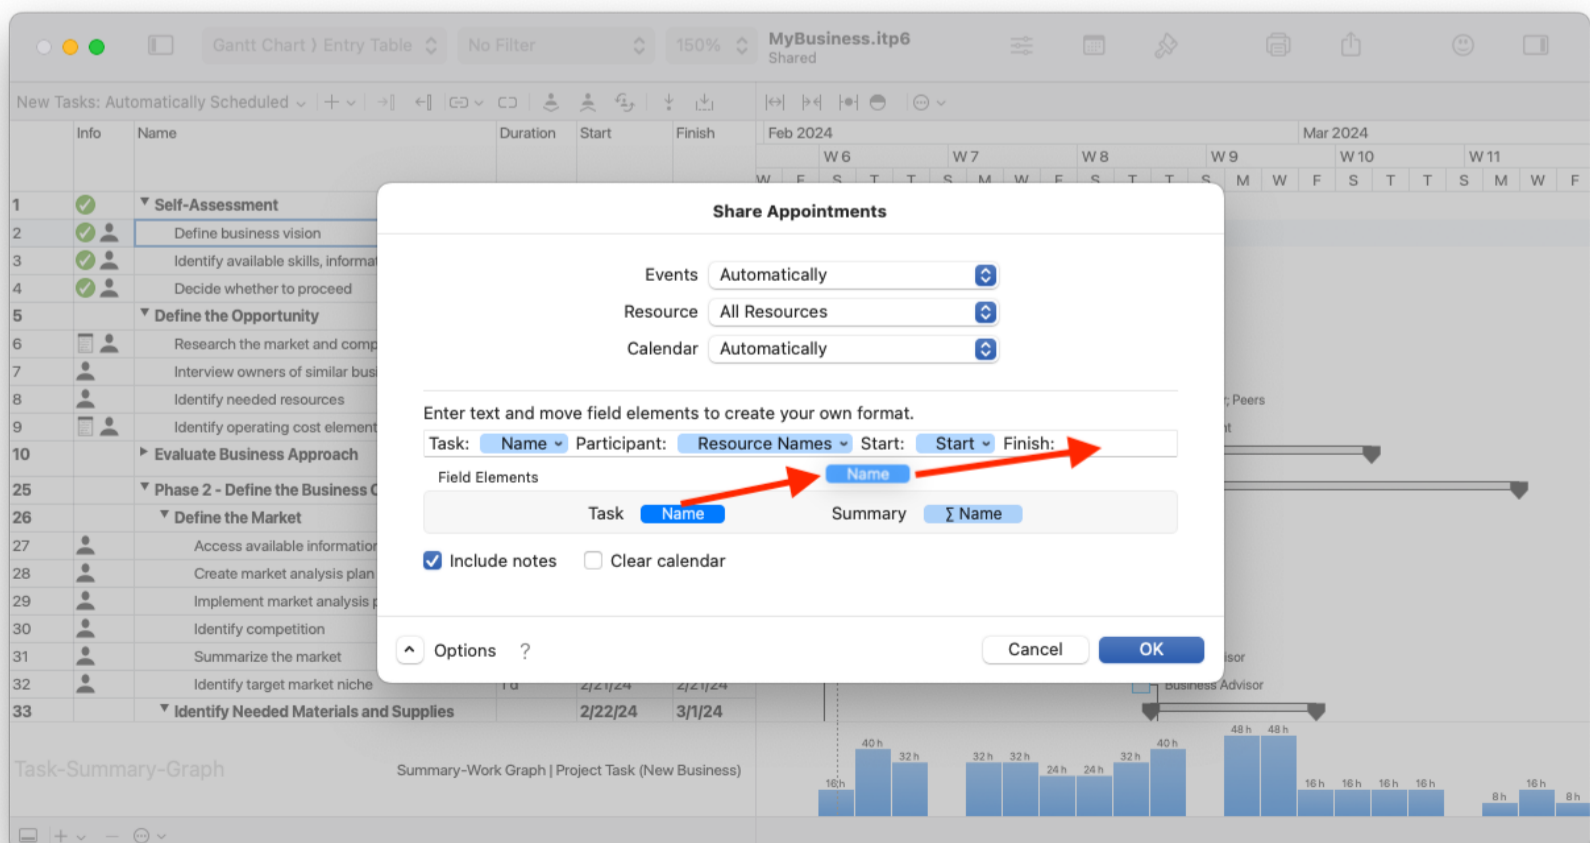 Gantt Chart ⟩ Entry Table
No Filter
150%
MyBusiness.itp6
Shared
New Tasks: Automatically Scheduled
Info Name Duration Start Finish Feb 2024 Mar 2024
W 6 W 7 W 8 W 9 W 10 W 11
W F S T T S M W F S T T S M W F S T T S M W F
1 Self-Assessment
2 Define business vision
3 Identify available skills,
4 Decide whether to proceed
5 Define the Opportunity
6 Research the market and
7 Interview owners of similar
8 Identify needed resources
9 Identify operating cost
10 Evaluate Business Approach
25 Phase 2 - Define the Business
26 Define the Market
27 Access available information
28 Create market analysis plan
29 Implement market analysis
30 Identify competition
31 Summarize the market
32 Identify target market niche 1 d 2/21/24 2/21/24
33 Identify Needed Materials and Supplies 2/22/24 3/1/24
Share Appointments
Events Automatically
Resource All Resources
Calendar Automatically
Enter text and move field elements to create your own format.
Task: Name Participant: Resource Names Start: Start Finish:
Name
Field Elements
Task Name Summary ∑ Name
Include notes Clear calendar
Options ? Cancel OK
; Peers
Business Advisor
Task-Summary-Graph
Summary-Work Graph | Project Task (New Business)
16 h 40 h 32 h 32 h 32 h 24 h 24 h 32 h 40 h 48 h 48 h 16 h 16 h 16 h 16 h 8 h 16 h 8 h